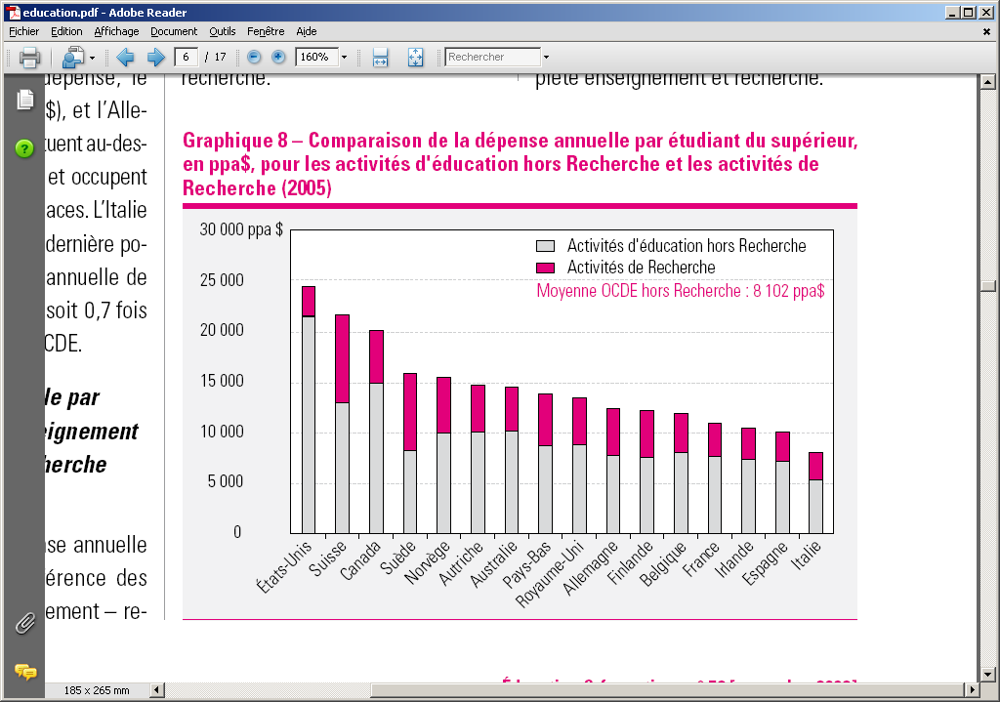 education.pdf - Adobe Reader
Fichier Edition Affichage Document Outils Fenêtre Aide
6 / 17 160% Rechercher
dépense, le
$), et l'Alle-
tuent au-des-
et occupent
aces. L'Italie
dernière po-
annuelle de
soit 0,7 fois
CDE.
le par
eignement
herche
nse annuelle
érence des
ement – re-
recherche.
plète enseignement et recherche.
Graphique 8 – Comparaison de la dépense annuelle par étudiant du supérieur,
en ppa$, pour les activités d'éducation hors Recherche et les activités de
Recherche (2005)
30 000 ppa $
25 000
20 000
15 000
10 000
5 000
0
Activités d'éducation hors Recherche
Activités de Recherche
Moyenne OCDE hors Recherche : 8 102 ppa$
États-Unis
Suisse
Canada
Suède
Norvège
Autriche
Australie
Pays-Bas
Royaume-Uni
Allemagne
Finlande
Belgique
France
Irlande
Espagne
Italie
185 x 265 mm